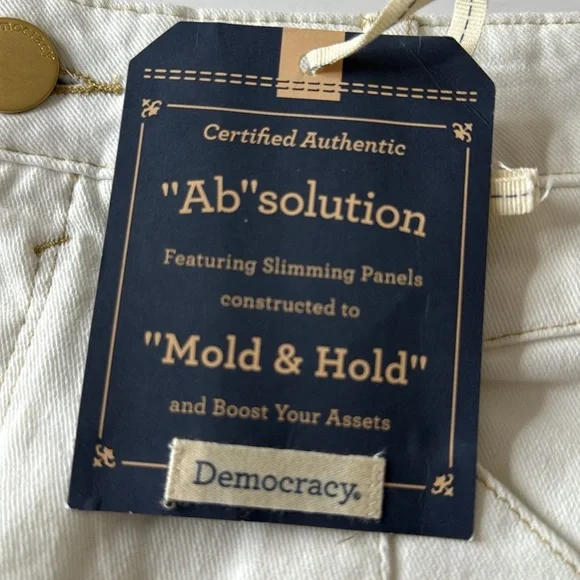 Certified Authentic
"Ab"solution
Featuring Slimming Panels
constructed to
"Mold & Hold"
and Boost Your Assets
Democracy®